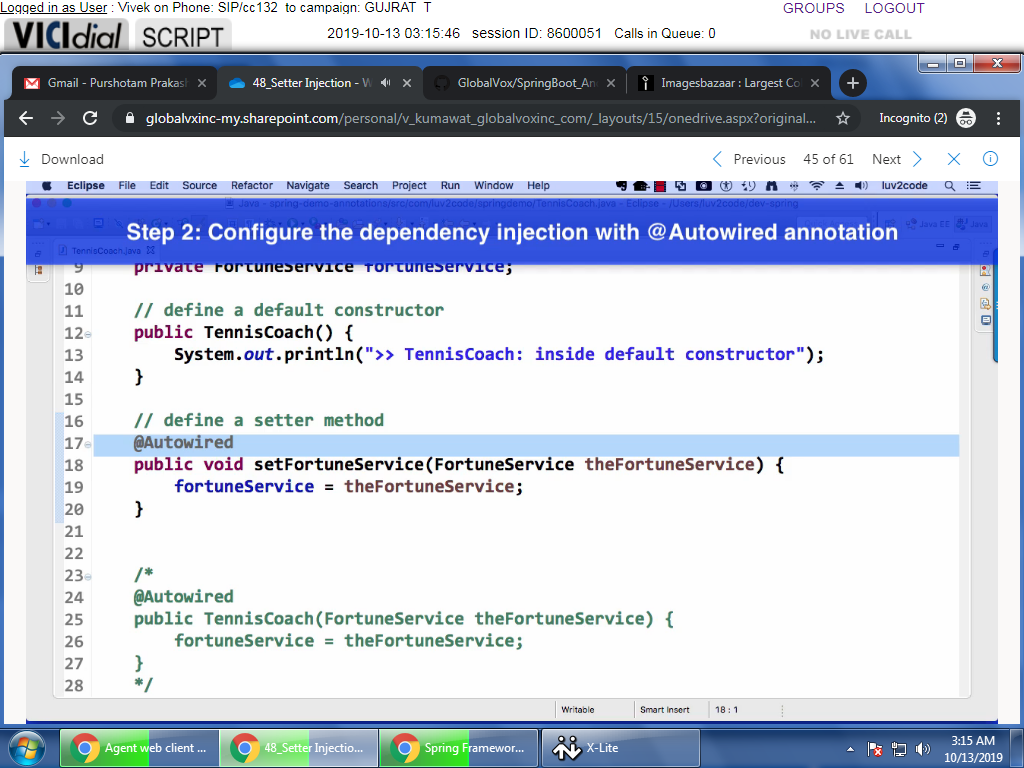 Logged in as User : Vivek on Phone: SIP/cc132 to campaign: GUJRAT_T
GROUPS LOGOUT
VICIdial SCRIPT
2019-10-13 03:15:46 session ID: 8600051 Calls in Queue: 0
NO LIVE CALL
Gmail - Purshotam Prakas
48_Setter Injection - W
GlobalVox/SpringBoot_An
Imagesbazaar : Largest Co
globalvxinc-my.sharepoint.com/personal/v_kumawat_globalvoxinc_com/_layouts/15/onedrive.aspx?original...
Incognito (2)
Download
Previous 45 of 61 Next
Eclipse File Edit Source Refactor Navigate Search Project Run Window Help
luv2code
Java - spring-demo-annotations/src/com/luv2code/springdemo/TennisCoach.java - Eclipse - /Users/luv2code/dev-spring
Java EE Java
Step 2: Configure the dependency injection with @Autowired annotation
TennisCoach.java
9 private FortuneService fortuneService;
10
11 // define a default constructor
12 public TennisCoach() {
13 System.out.println(">> TennisCoach: inside default constructor");
14 }
15
16 // define a setter method
17 @Autowired
18 public void setFortuneService(FortuneService theFortuneService) {
19 fortuneService = theFortuneService;
20 }
21
22
23 /*
24 @Autowired
25 public TennisCoach(FortuneService theFortuneService) {
26 fortuneService = theFortuneService;
27 }
28 */
Writable Smart Insert 18 : 1
Agent web client ...
48_Setter Injectio...
Spring Framewor...
X-Lite
3:15 AM
10/13/2019